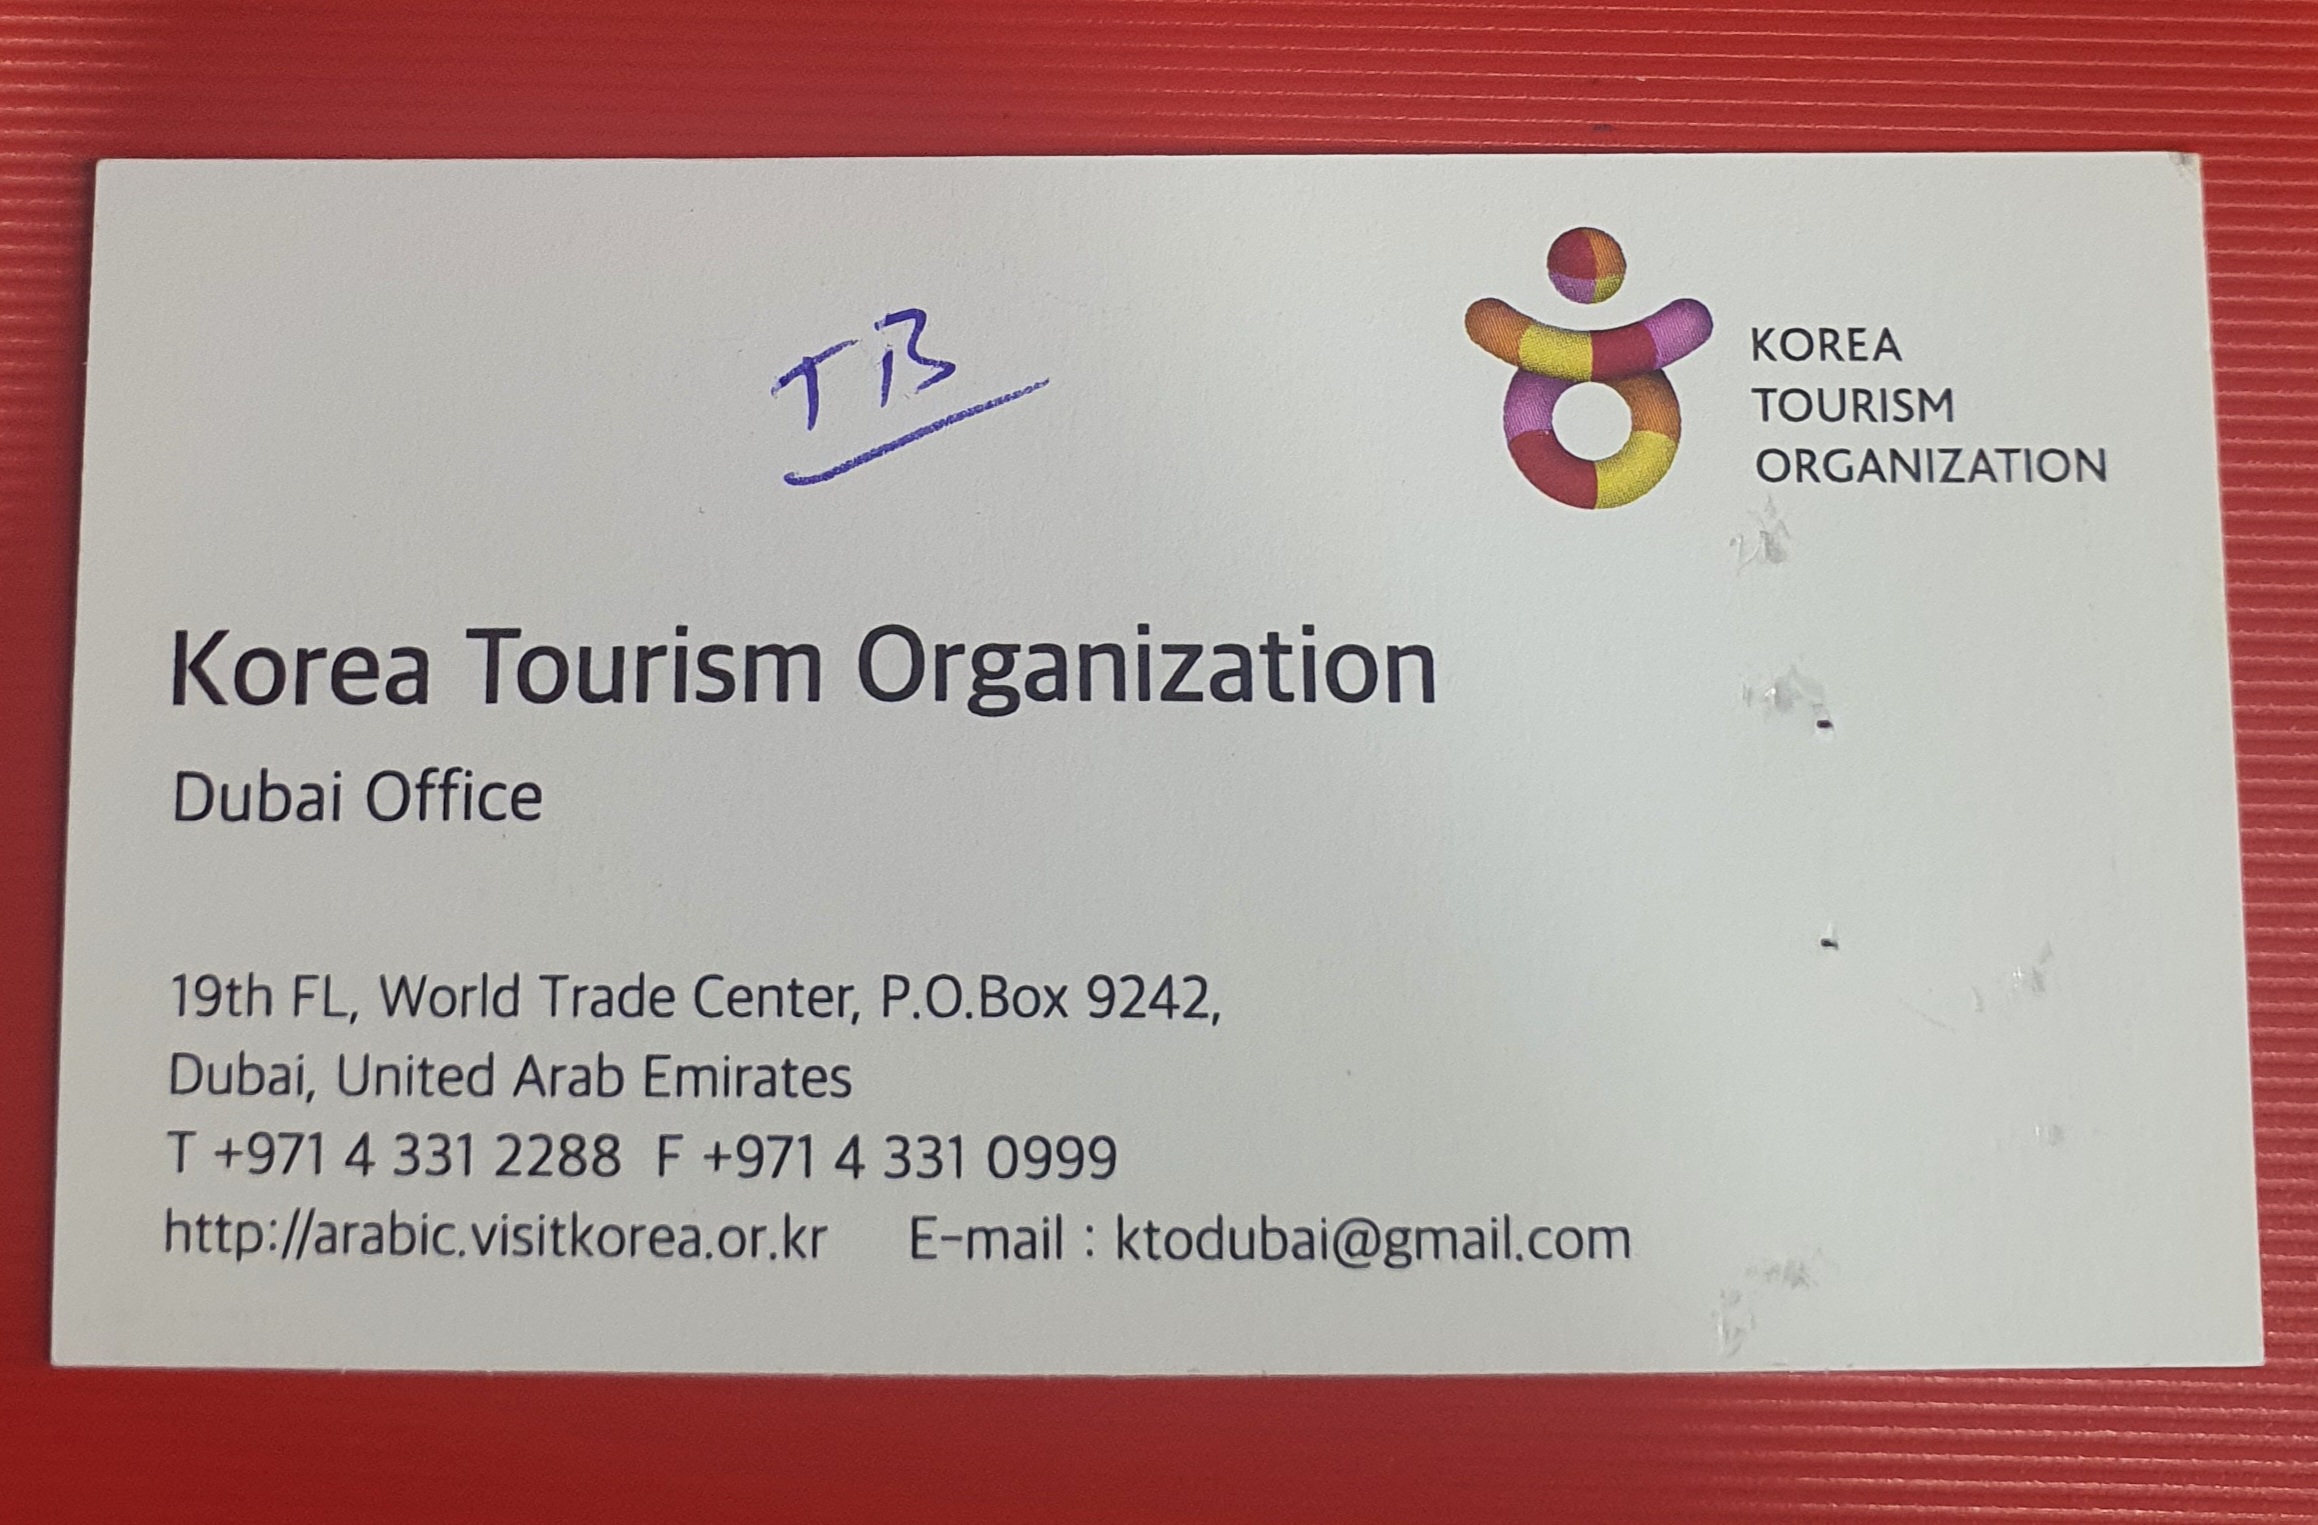 TB
KOREA
TOURISM
ORGANIZATION
Korea Tourism Organization
Dubai Office
19th FL, World Trade Center, P.O.Box 9242,
Dubai, United Arab Emirates
T +971 4 331 2288 F +971 4 331 0999
http://arabic.visitkorea.or.kr E-mail : ktodubai@gmail.com